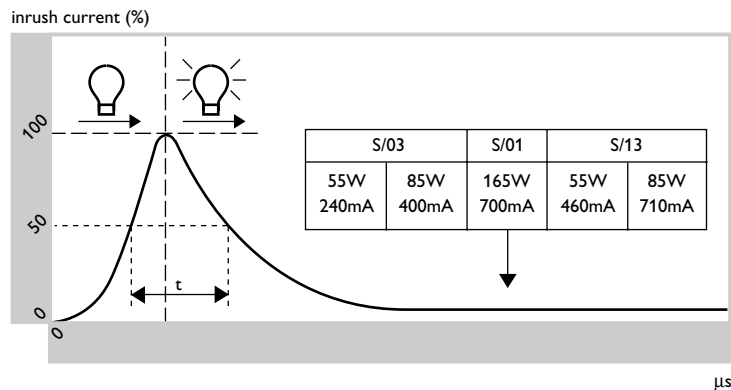 inrush current (%)
100
S/03 S/01 S/13
55W 85W 165W 55W 85W
240mA 400mA 700mA 460mA 710mA
50
t
0
0
µs